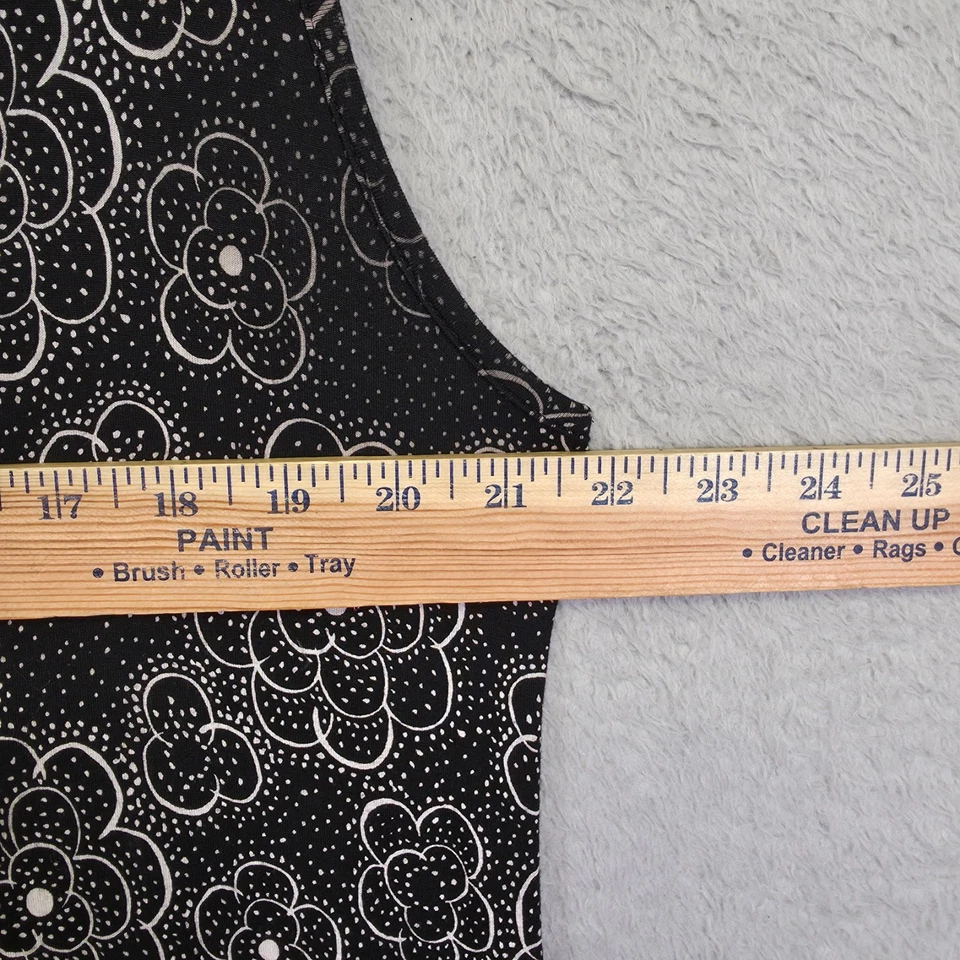 17 18 19 20 21 22 23 24 25
PAINT CLEAN UP
• Brush • Roller • Tray • Cleaner • Rags •